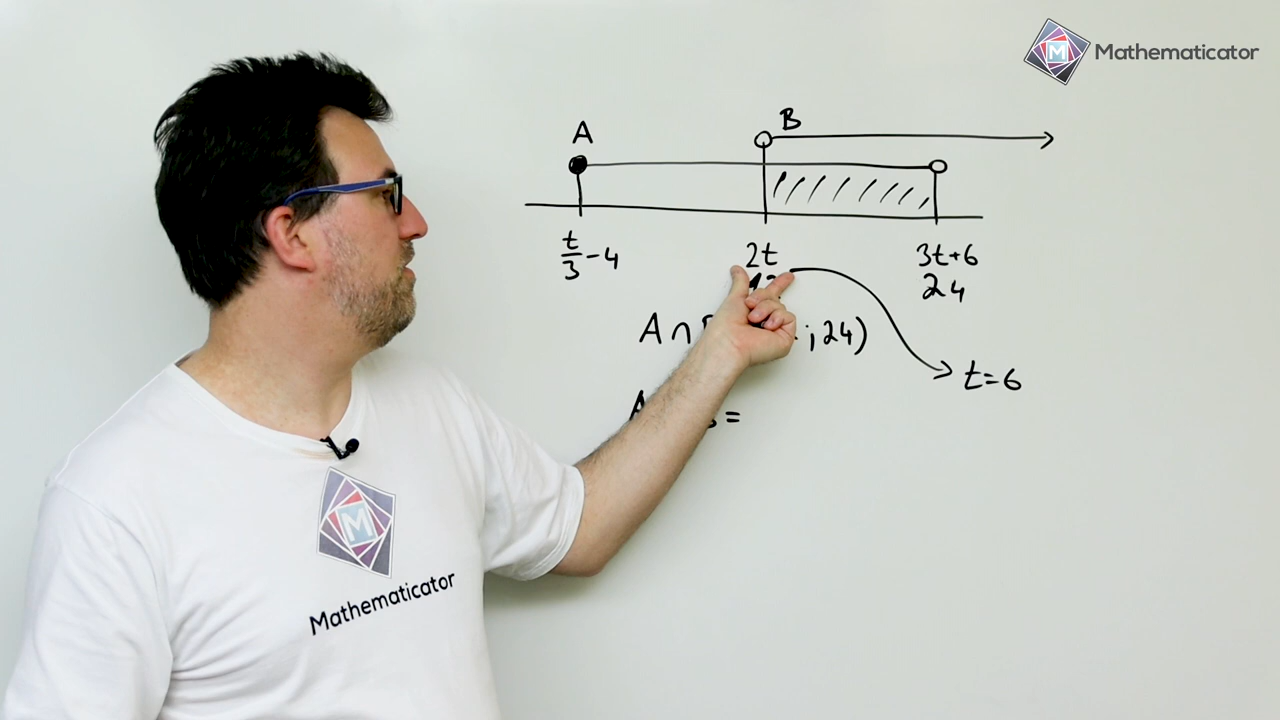 Mathematicator
A
B
t/3-4
2t
3t+6
24
A∩ ;24)
t=6
=
M
Mathematicator